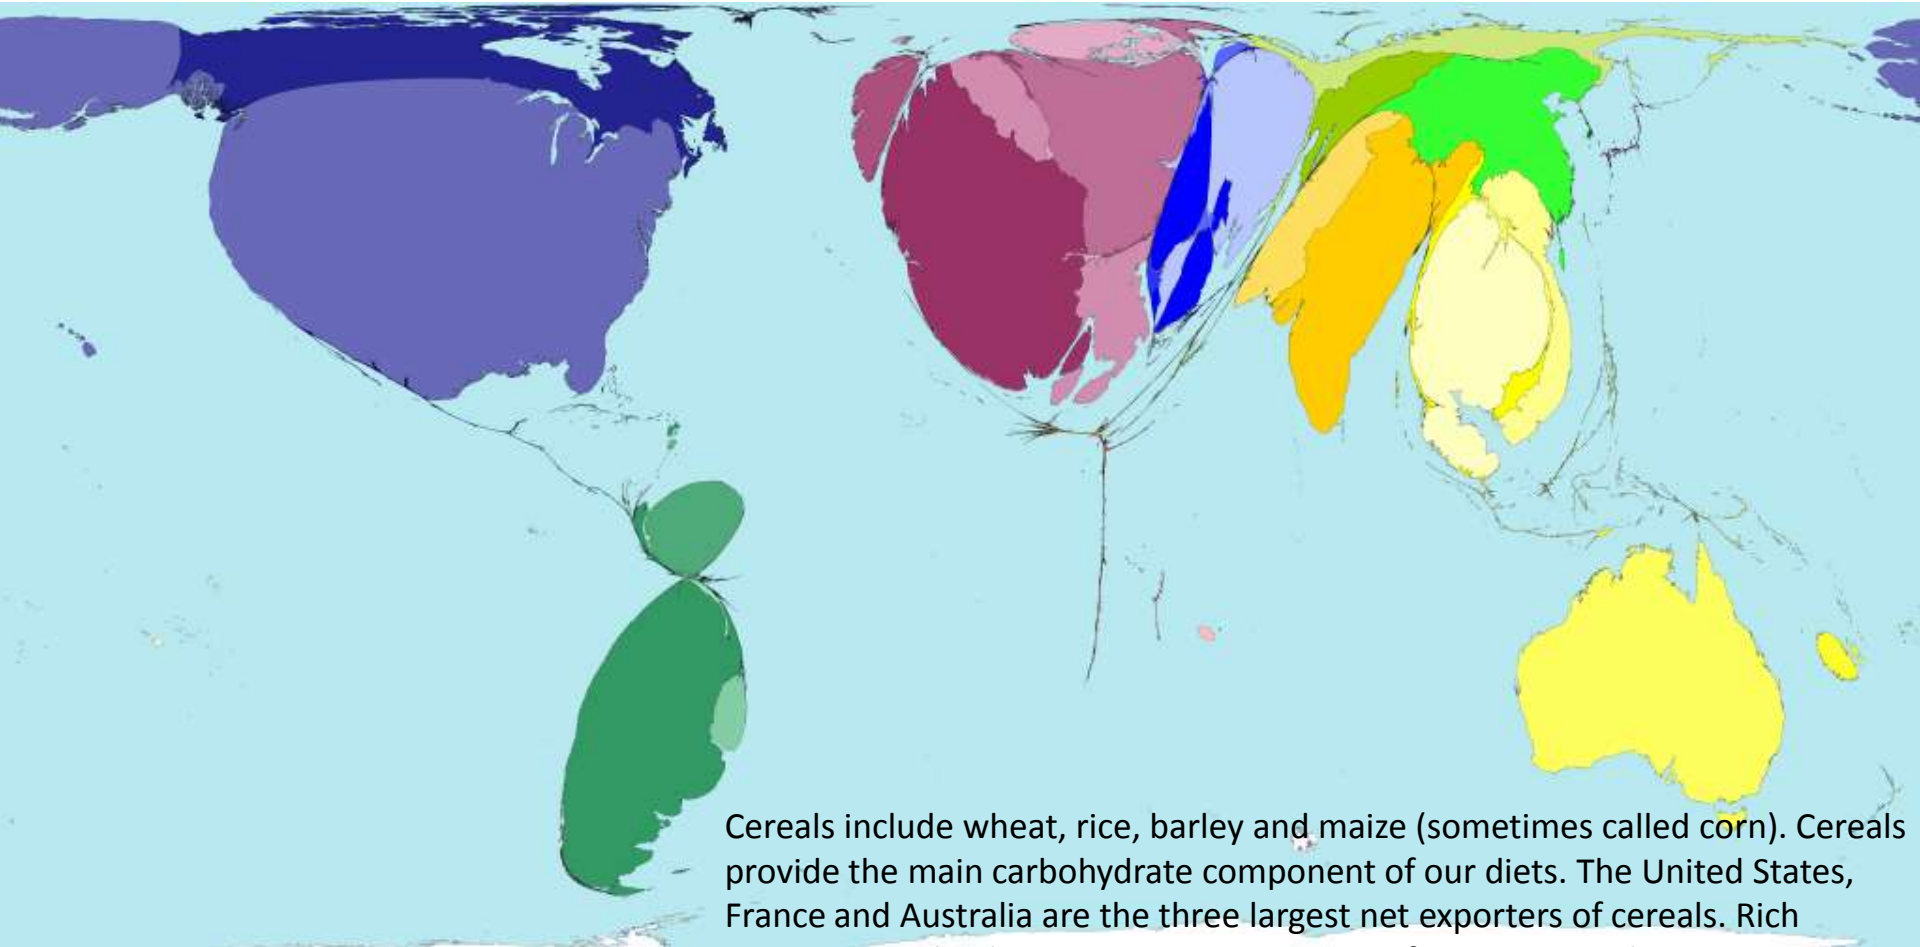 Cereals include wheat, rice, barley and maize (sometimes called corn). Cereals
provide the main carbohydrate component of our diets. The United States,
France and Australia are the three largest net exporters of cereals. Rich